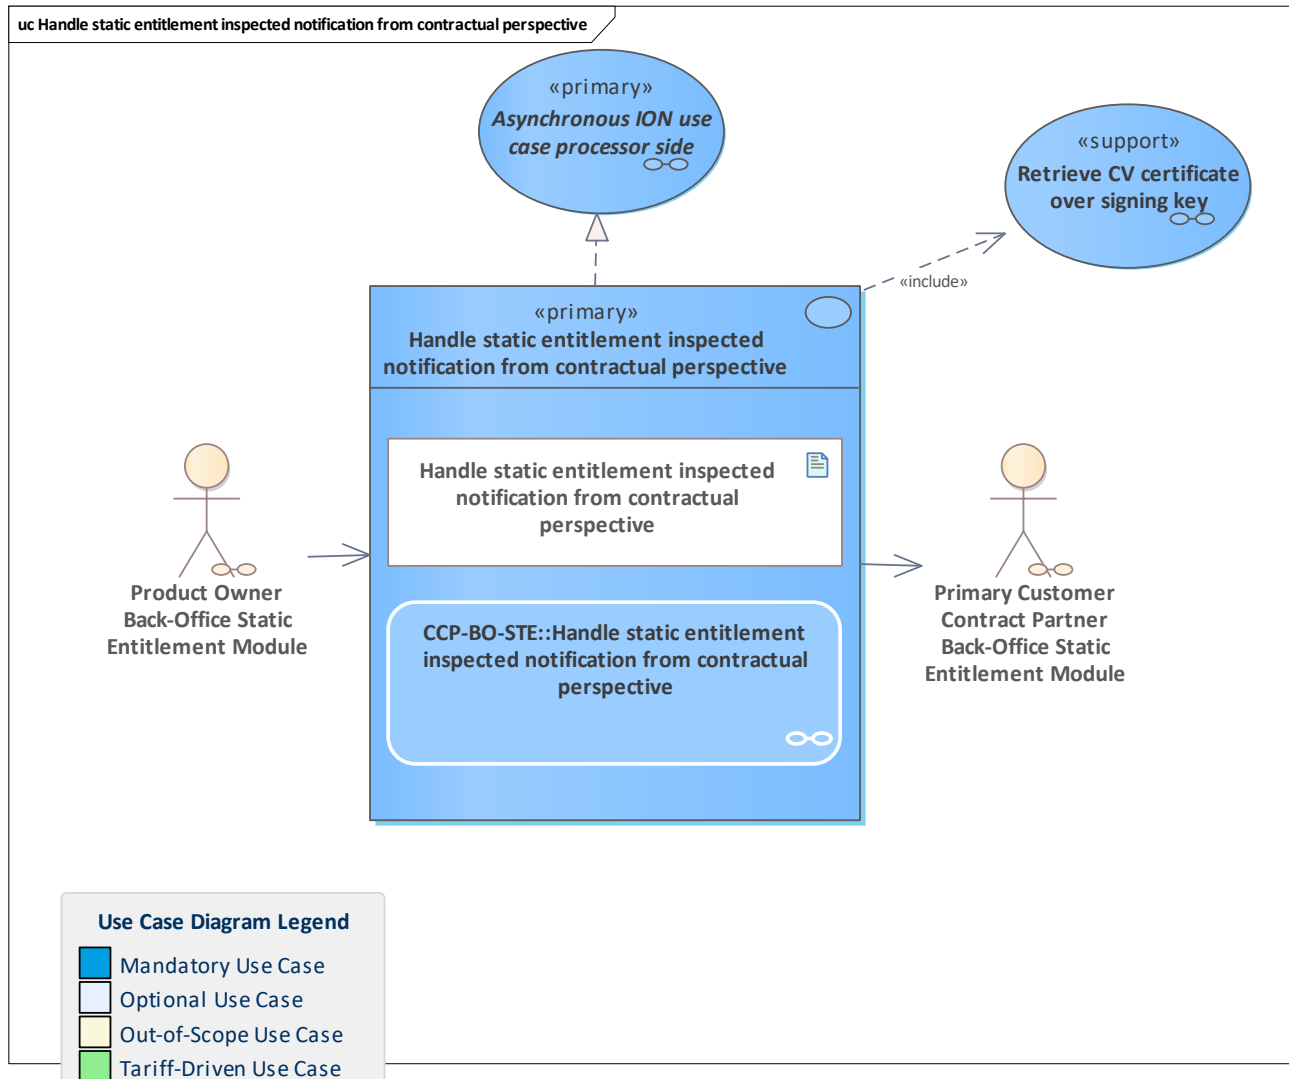 uc Handle static entitlement inspected notification from contractual perspective
«primary»
Asynchronous ION use
case processor side
«support»
Retrieve CV certificate
over signing key
«include»
«primary»
Handle static entitlement inspected
notification from contractual perspective
Handle static entitlement inspected
notification from contractual
perspective
Product Owner
Back-Office Static
Entitlement Module
Primary Customer
Contract Partner
Back-Office Static
Entitlement Module
CCP-BO-STE::Handle static entitlement
inspected notification from contractual
perspective
Use Case Diagram Legend
Mandatory Use Case
Optional Use Case
Out-of-Scope Use Case
Tariff-Driven Use Case